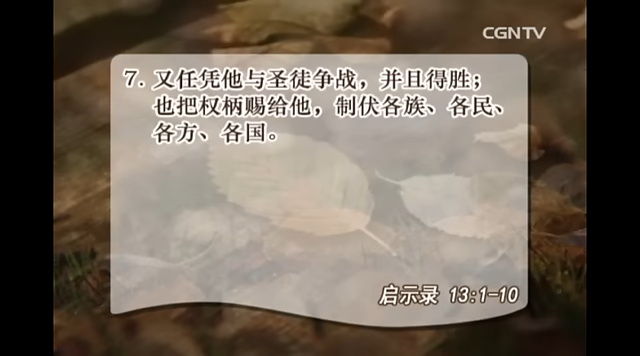 CGNTV
7. 又任凭他与圣徒争战，并且得胜；
也把权柄赐给他，制伏各族、各民、
各方、各国。
启示录 13:1-10